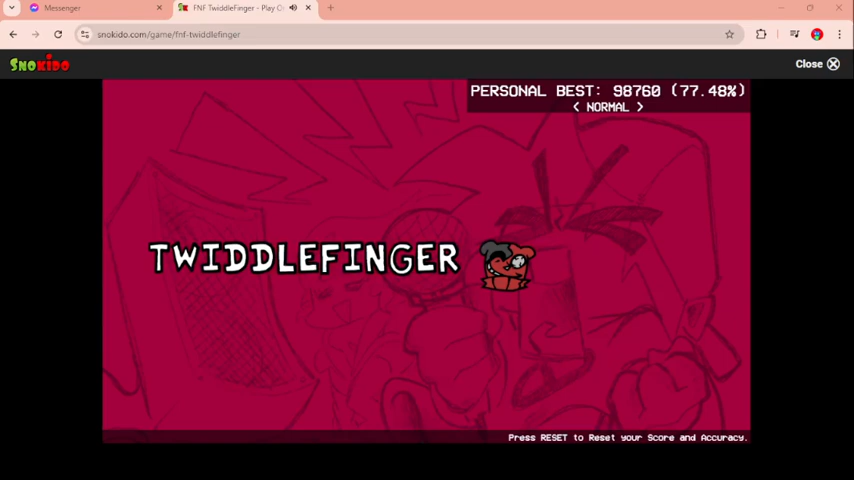 Messenger
FNF TwiddleFinger - Play O
snokido.com/game/fnf-twiddlefinger
SNOKIDO
Close
PERSONAL BEST: 98760 (77.48%)
< NORMAL >
TWIDDLEFINGER
Press RESET to Reset your Score and Accuracy.